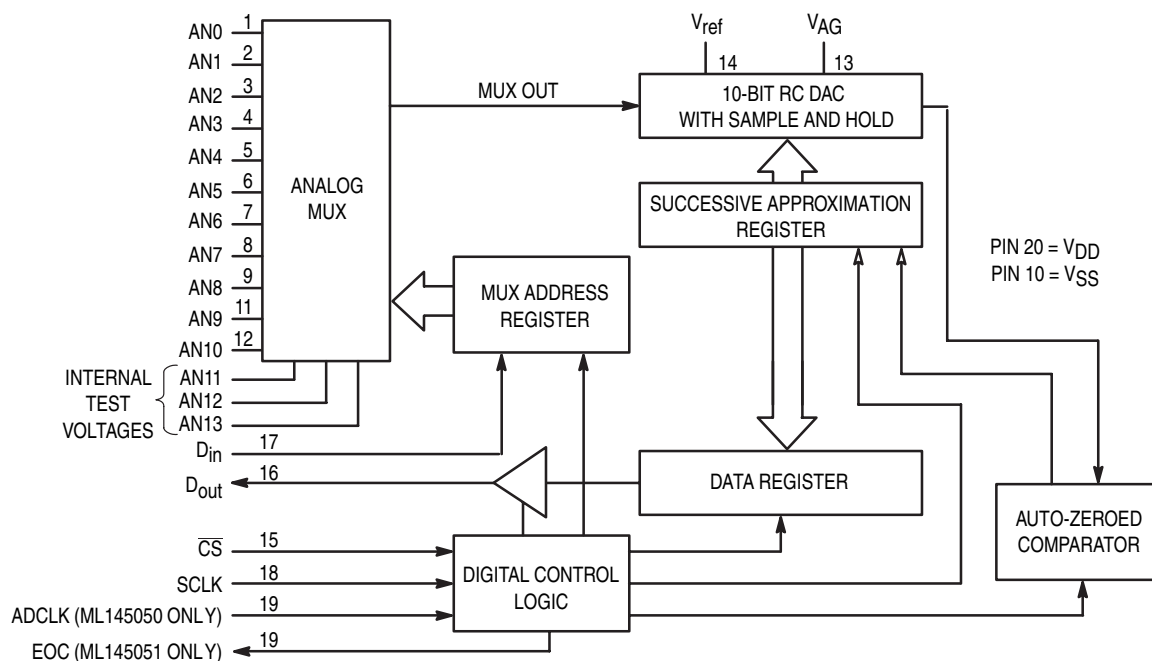 AN0 1
AN1 2
AN2 3
AN3 4
AN4 5
AN5 6
AN6 7
AN7 8
AN8 9
AN9 11
AN10 12
INTERNAL
TEST
VOLTAGES
AN11
AN12
AN13
Din 17
Dout 16
CS 15
SCLK 18
ADCLK (ML145050 ONLY) 19
EOC (ML145051 ONLY) 19
ANALOG
MUX
MUX OUT
Vref
14
VAG
13
10-BIT RC DAC
WITH SAMPLE AND HOLD
SUCCESSIVE APPROXIMATION
REGISTER
MUX ADDRESS
REGISTER
PIN 20 = VDD
PIN 10 = VSS
DATA REGISTER
DIGITAL CONTROL
LOGIC
AUTO-ZEROED
COMPARATOR